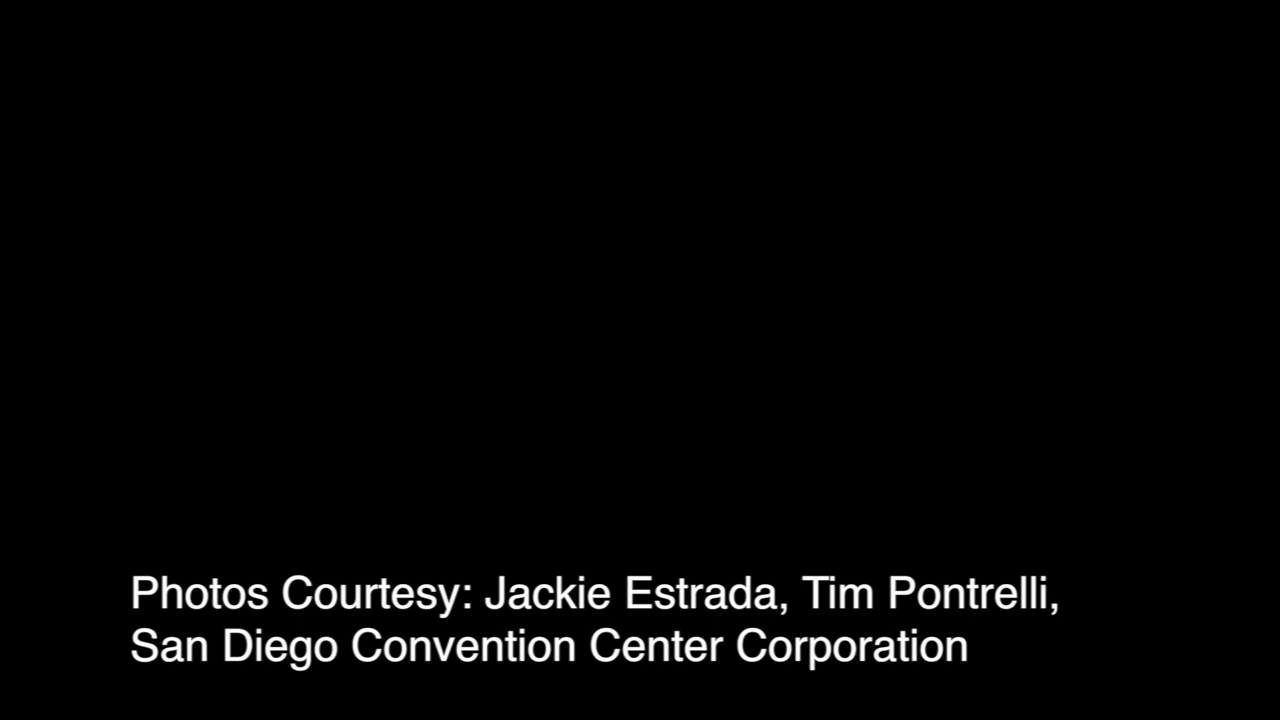 Photos Courtesy: Jackie Estrada, Tim Pontrelli,
San Diego Convention Center Corporation